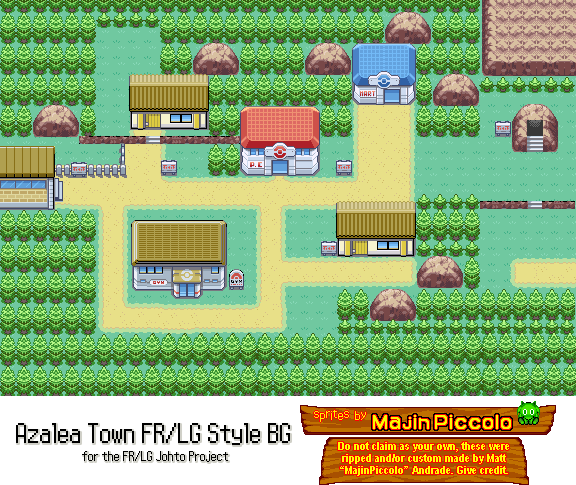 MART
P.C
GYM
GYM
Azalea Town FR/LG Style BG
for the FR/LG Johto Project
Sprites by MajinPiccolo
Do not claim as your own, these were
ripped and/or custom made by Matt
"MajinPiccolo" Andrade. Give credit.